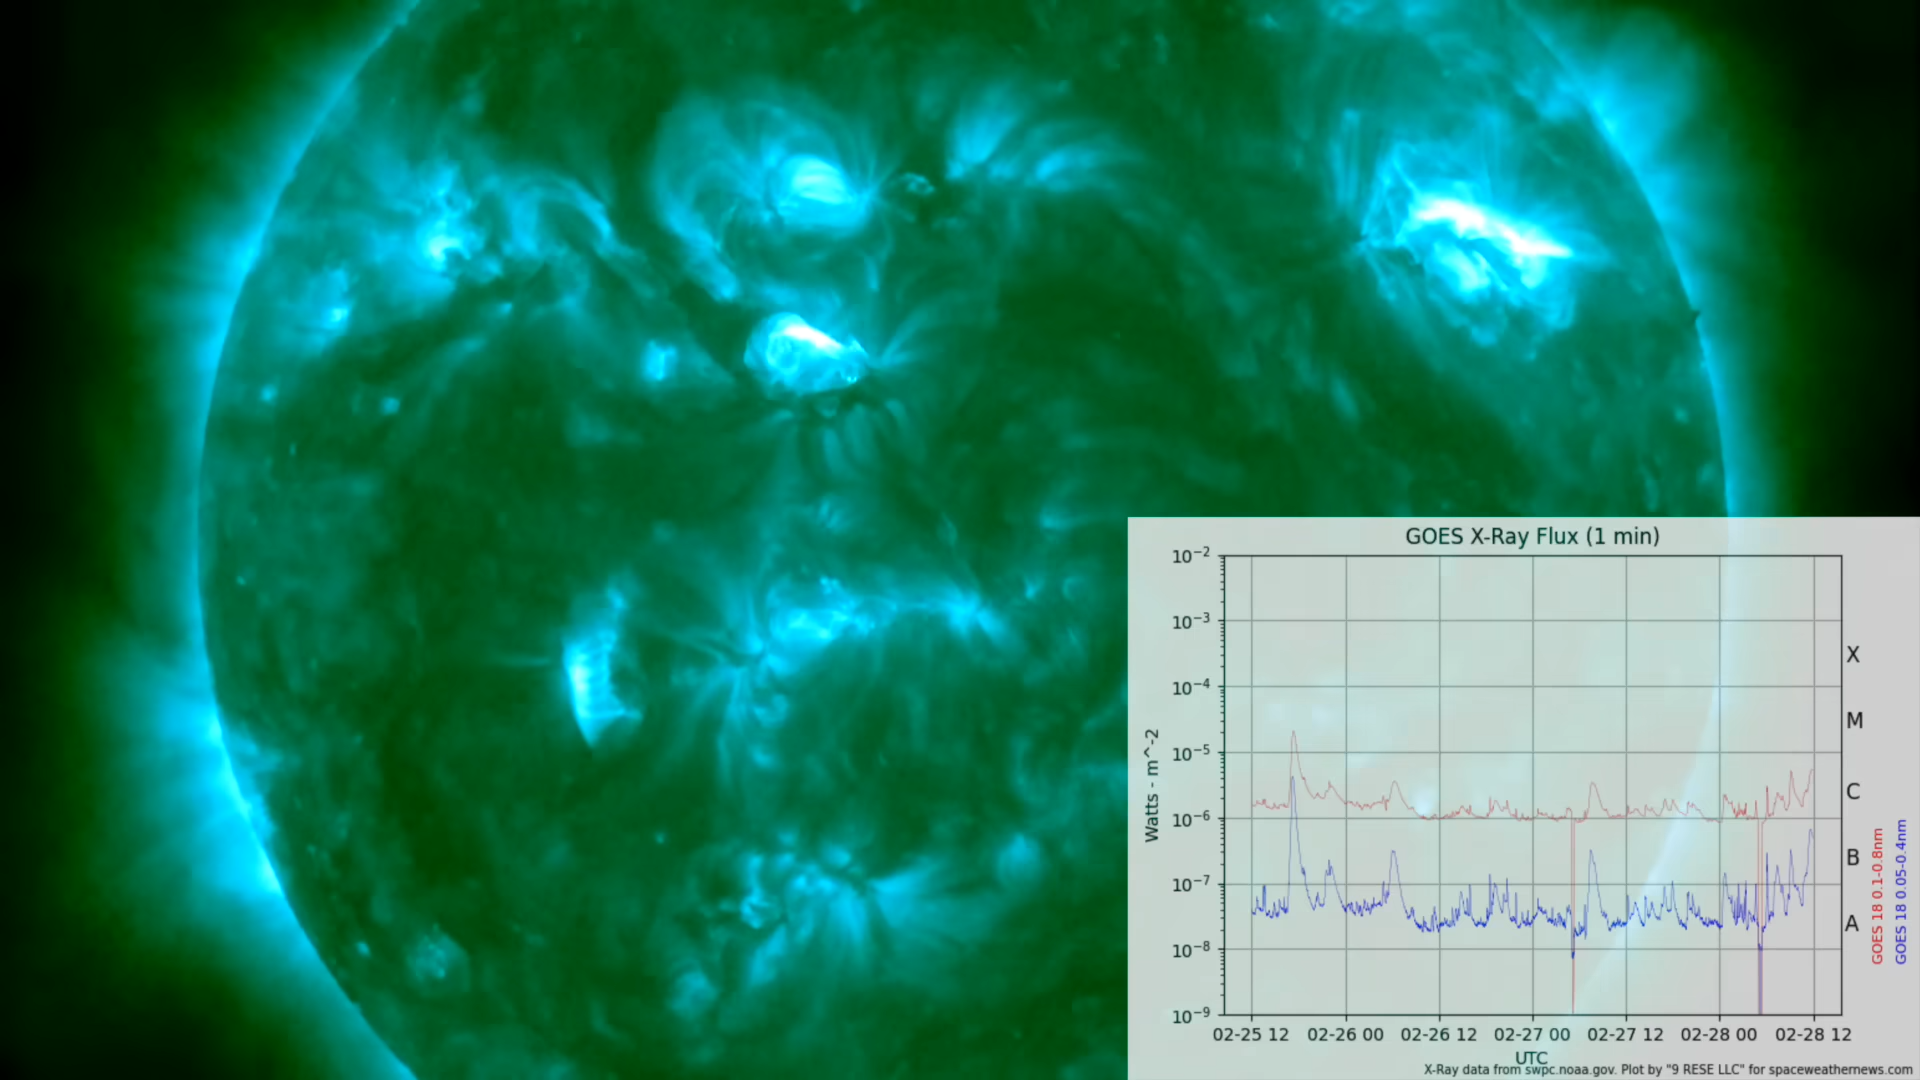 GOES X-Ray Flux (1 min)
10⁻²
10⁻³
10⁻⁴
10⁻⁵
10⁻⁶
10⁻⁷
10⁻⁸
10⁻⁹
Watts - m^-2
X
M
C
B
A
GOES 18 0.1-0.8nm
GOES 18 0.05-0.4nm
02-25 12 02-26 00 02-26 12 02-27 00 02-27 12 02-28 00 02-28 12
UTC
X-Ray data from swpc.noaa.gov. Plot by "9 RESE LLC" for spaceweathernews.com